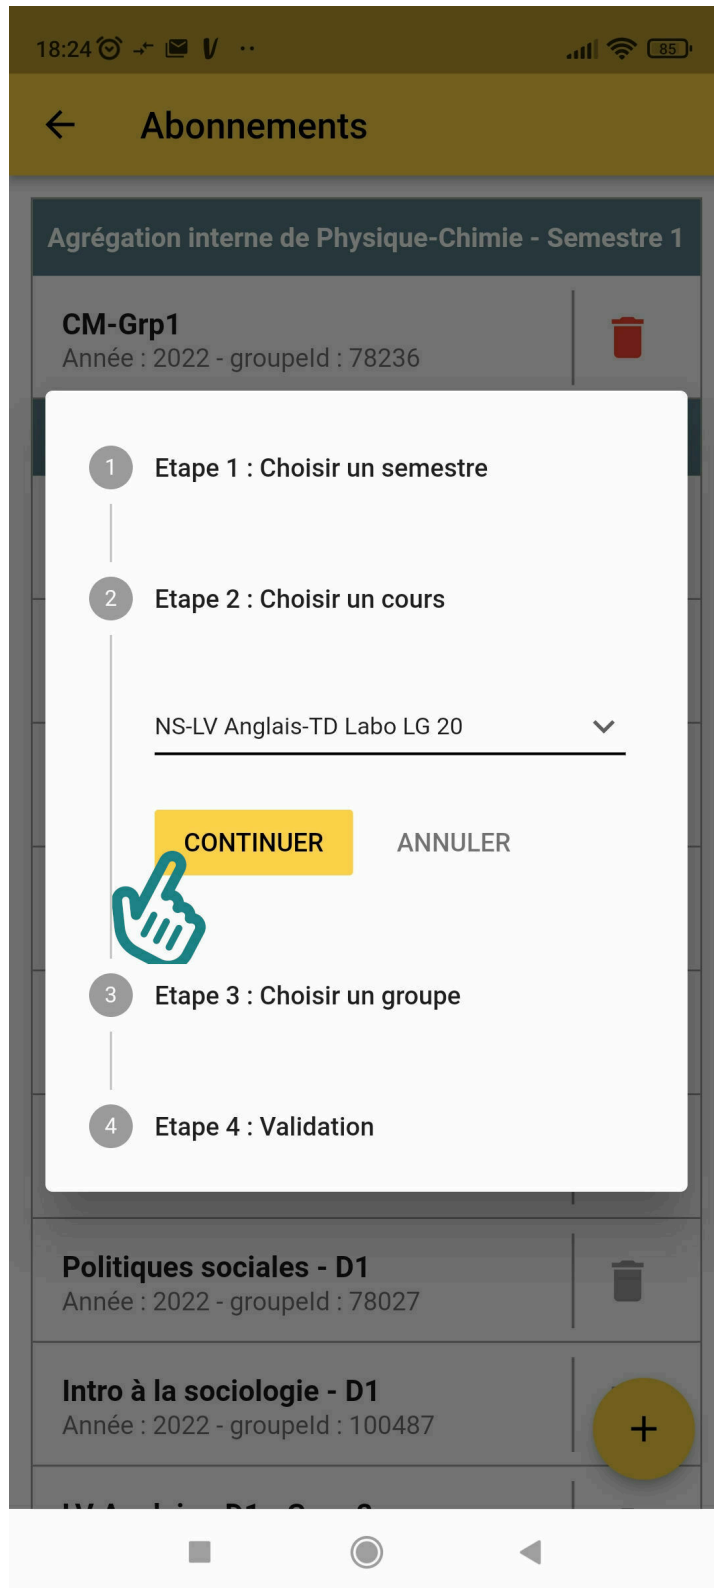 18:24
85
Abonnements
Agrégation interne de Physique-Chimie - Semestre 1
CM-Grp1
Année : 2022 - groupeId : 78236
1 Etape 1 : Choisir un semestre
2 Etape 2 : Choisir un cours
NS-LV Anglais-TD Labo LG 20
CONTINUER ANNULER
3 Etape 3 : Choisir un groupe
4 Etape 4 : Validation
Politiques sociales - D1
Année : 2022 - groupeId : 78027
Intro à la sociologie - D1
Année : 2022 - groupeId : 100487
+